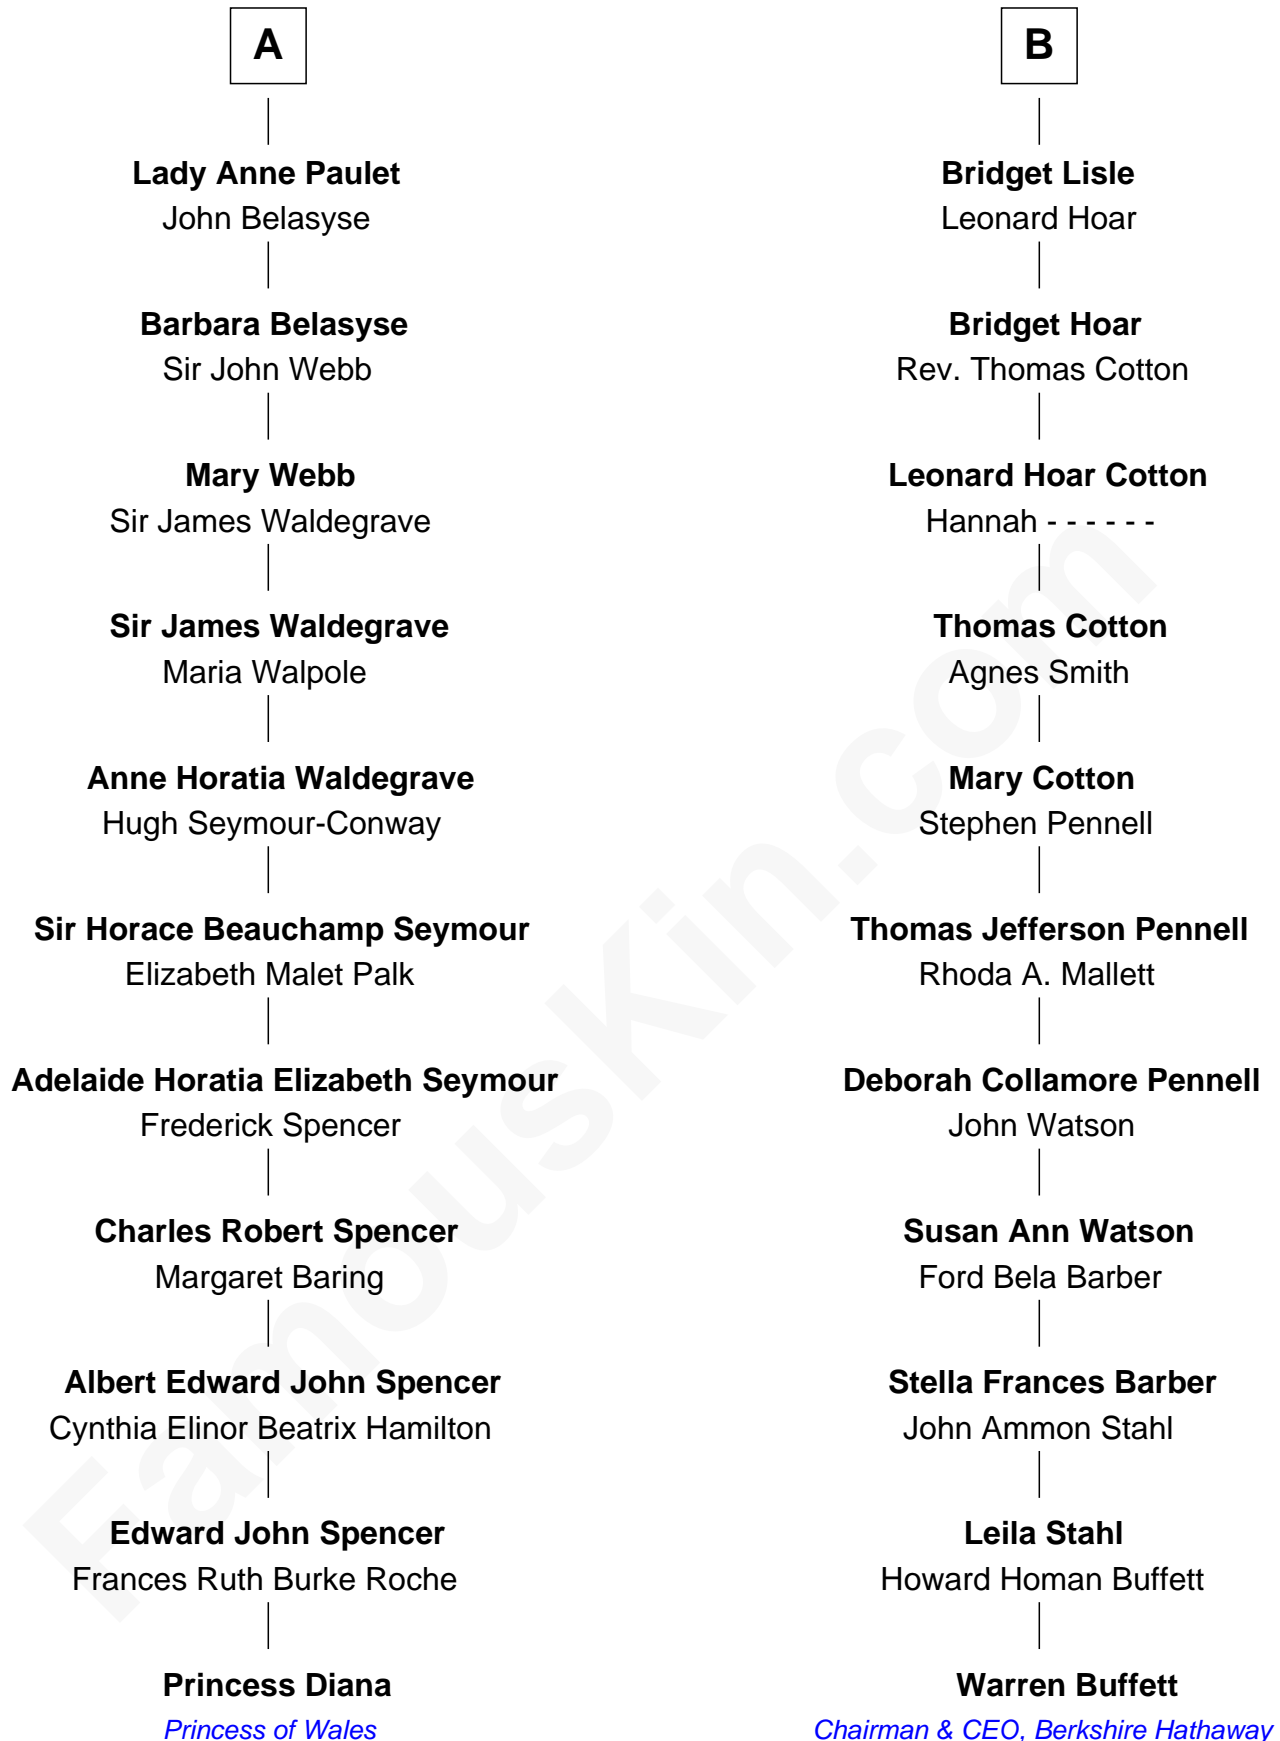 A
Lady Anne Paulet
John Belasyse
Barbara Belasyse
Sir John Webb
Mary Webb
Sir James Waldegrave
Sir James Waldegrave
Maria Walpole
Anne Horatia Waldegrave
Hugh Seymour-Conway
Sir Horace Beauchamp Seymour
Elizabeth Malet Palk
Adelaide Horatia Elizabeth Seymour
Frederick Spencer
Charles Robert Spencer
Margaret Baring
Albert Edward John Spencer
Cynthia Elinor Beatrix Hamilton
Edward John Spencer
Frances Ruth Burke Roche
Princess Diana
Princess of Wales
B
Bridget Lisle
Leonard Hoar
Bridget Hoar
Rev. Thomas Cotton
Leonard Hoar Cotton
Hannah - - - - - -
Thomas Cotton
Agnes Smith
Mary Cotton
Stephen Pennell
Thomas Jefferson Pennell
Rhoda A. Mallett
Deborah Collamore Pennell
John Watson
Susan Ann Watson
Ford Bela Barber
Stella Frances Barber
John Ammon Stahl
Leila Stahl
Howard Homan Buffett
Warren Buffett
Chairman & CEO, Berkshire Hathaway
FamousKin.com